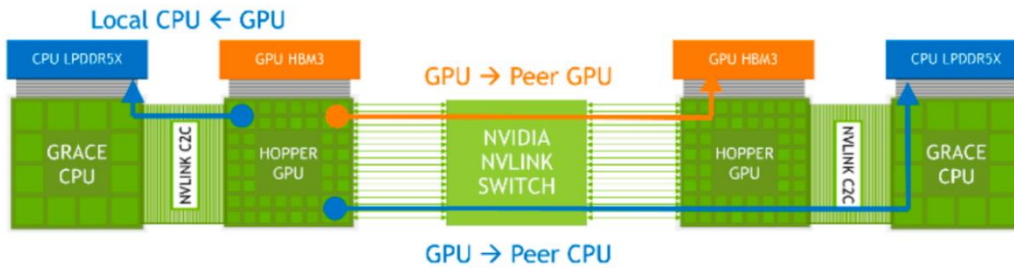 Local CPU ← GPU
CPU LPDDR5X
GPU HBM3
GPU HBM3
CPU LPDDR5X
GPU → Peer GPU
GRACE
CPU
NVLINK C2C
HOPPER
GPU
NVIDIA
NVLINK
SWITCH
HOPPER
GPU
NVLINK C2C
GRACE
CPU
GPU → Peer CPU